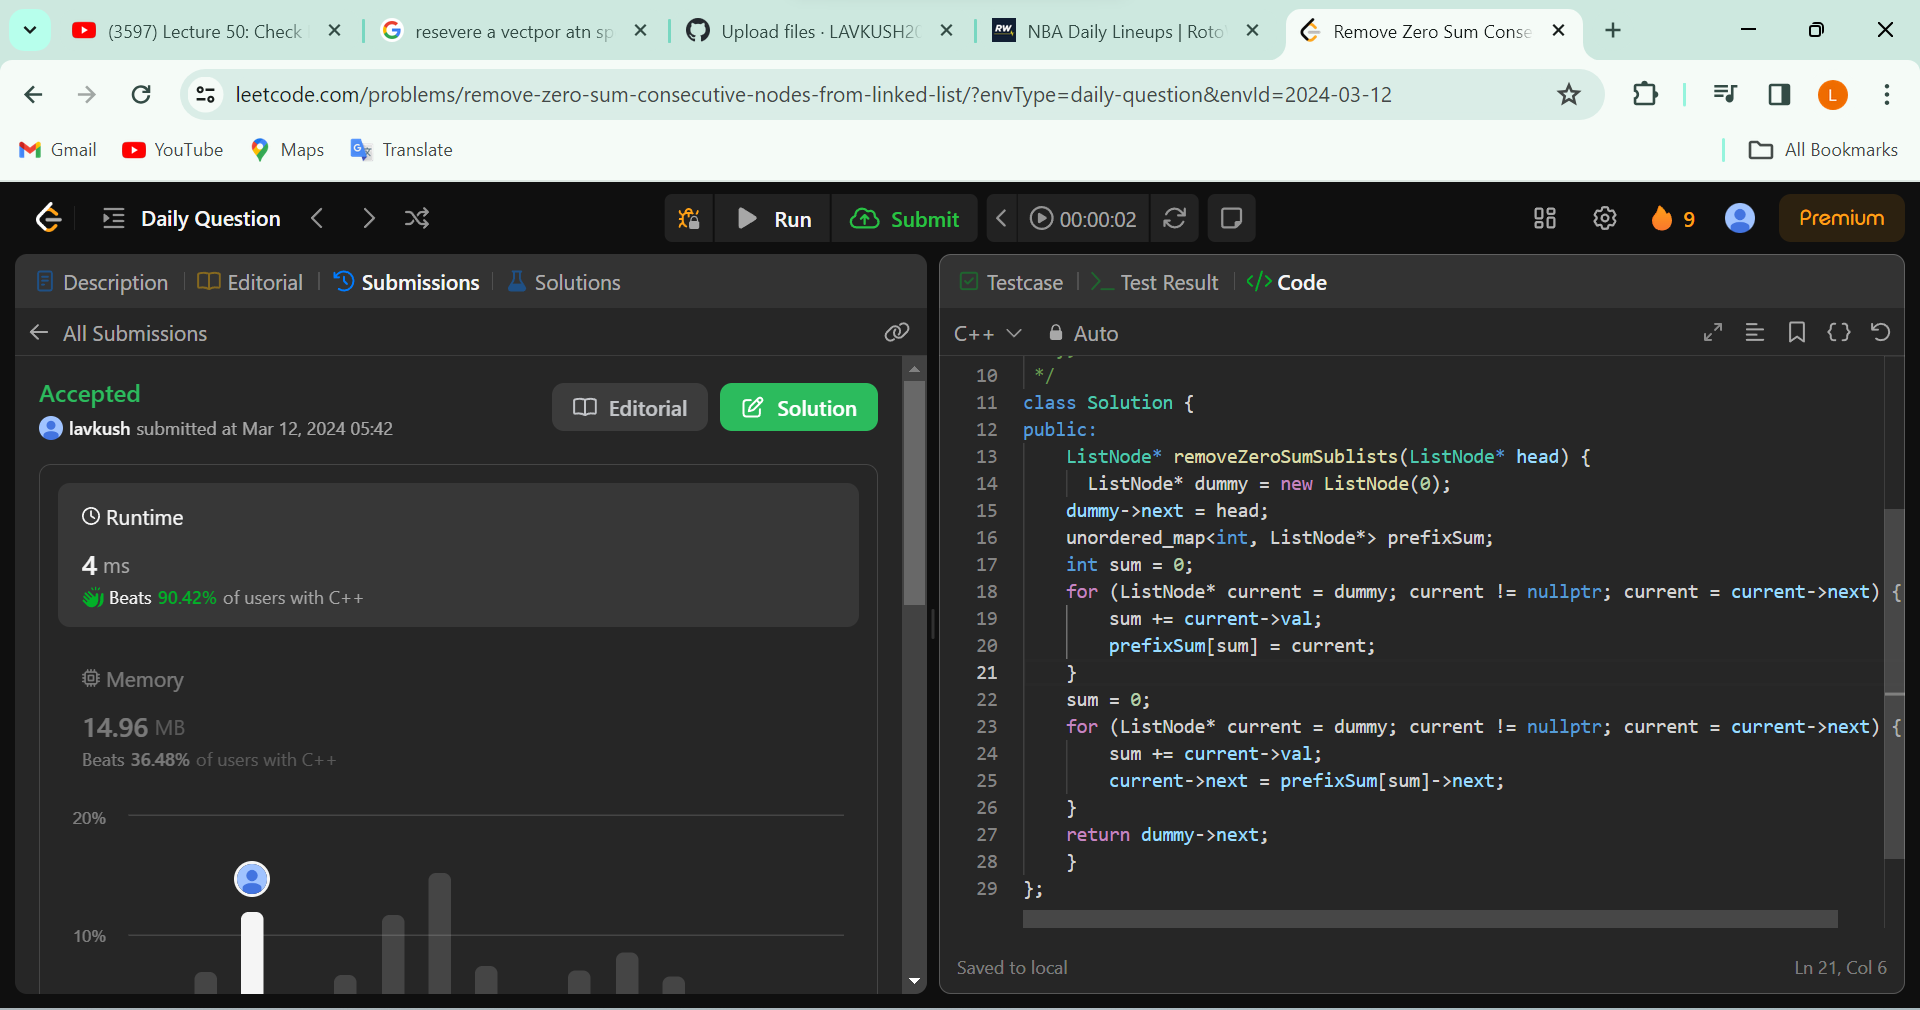 (3597) Lecture 50: Check
resevere a vectpor atn sp
Upload files · LAVKUSH20
NBA Daily Lineups | Roto
Remove Zero Sum Conse
leetcode.com/problems/remove-zero-sum-consecutive-nodes-from-linked-list/?envType=daily-question&envId=2024-03-12
L
Gmail
YouTube
Maps
Translate
All Bookmarks
Daily Question
Run
Submit
00:00:02
9
Premium
Description
Editorial
Submissions
Solutions
All Submissions
Accepted
lavkush submitted at Mar 12, 2024 05:42
Editorial
Solution
Runtime
4 ms
Beats 90.42% of users with C++
Memory
14.96 MB
Beats 36.48% of users with C++
20%
10%
Testcase
Test Result
</> Code
C++
Auto
10 */
11 class Solution {
12 public:
13 ListNode* removeZeroSumSublists(ListNode* head) {
14 ListNode* dummy = new ListNode(0);
15 dummy->next = head;
16 unordered_map<int, ListNode*> prefixSum;
17 int sum = 0;
18 for (ListNode* current = dummy; current != nullptr; current = current->next) {
19 sum += current->val;
20 prefixSum[sum] = current;
21 }
22 sum = 0;
23 for (ListNode* current = dummy; current != nullptr; current = current->next) {
24 sum += current->val;
25 current->next = prefixSum[sum]->next;
26 }
27 return dummy->next;
28 }
29 };
Saved to local
Ln 21, Col 6